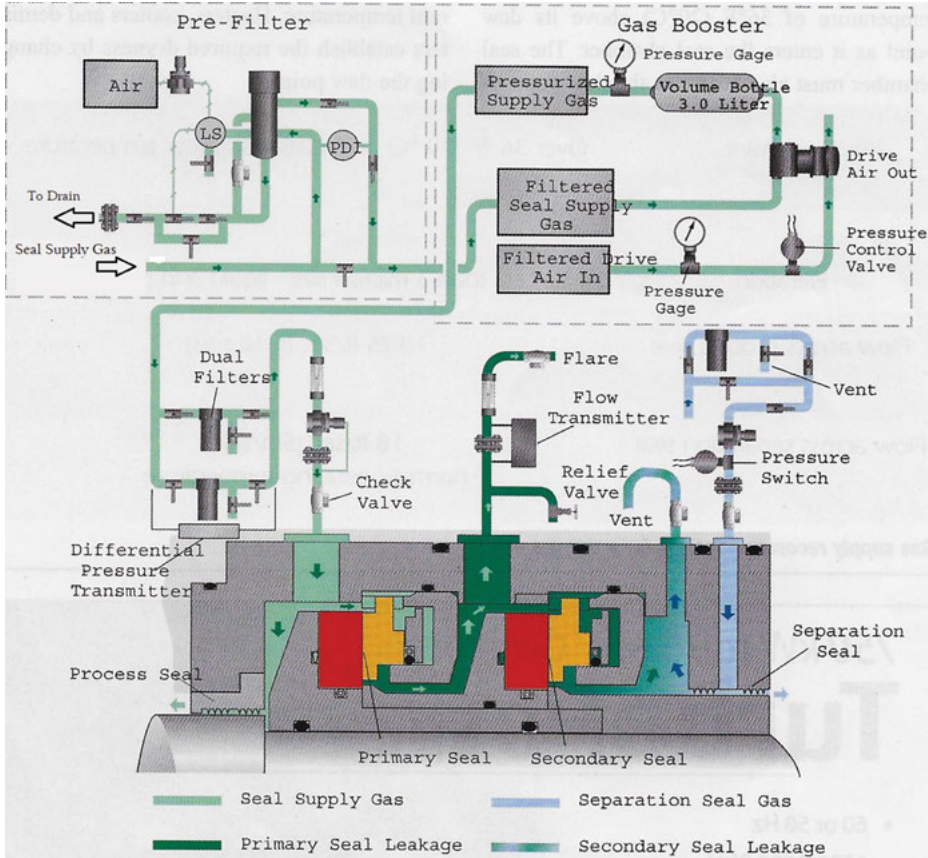 Pre-Filter
Gas Booster
Pressure Gage
Air
Pressurized
Supply Gas
Volume Bottle
3.0 Liter
LS
PDI
Drive
Air Out
To Drain
Filtered
Seal Supply
Gas
Seal Supply Gas
Filtered Drive
Air In
Pressure
Control
Valve
Pressure
Gage
Dual
Filters
Flare
Vent
Flow
Transmitter
Relief
Valve
Pressure
Switch
Check
Valve
Vent
Differential
Pressure
Transmitter
Separation
Seal
Process Seal
Primary Seal
Secondary Seal
Seal Supply Gas
Separation Seal Gas
Primary Seal Leakage
Secondary Seal Leakage